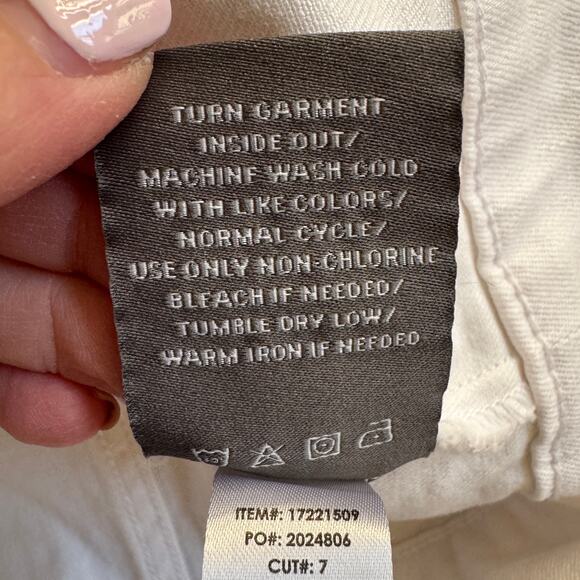 TURN GARMENT
INSIDE OUT/
MACHINE WASH COLD
WITH LIKE COLORS/
NORMAL CYCLE/
USE ONLY NON-CHLORINE
BLEACH IF NEEDED/
TUMBLE DRY LOW/
WARM IRON IF NEEDED
ITEM#: 17221509
PO#: 2024806
CUT#: 7